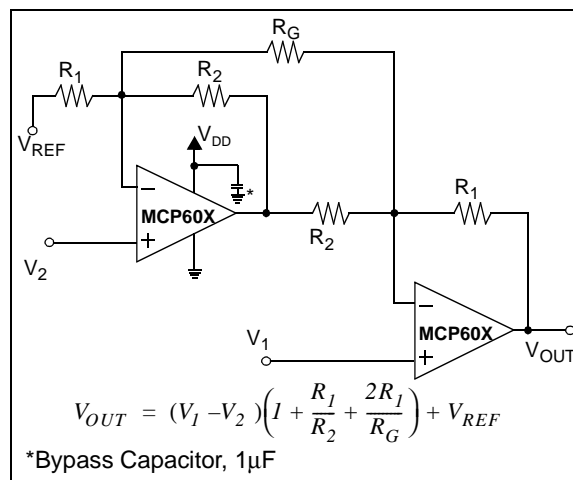 R_G
R_1
R_2
V_REF
V_DD
*
−
MCP60X
+
V_2
R_2
R_1
−
MCP60X
+
V_1
V_OUT
V_OUT = (V_1 – V_2)(1 + R_1/R_2 + 2R_1/R_G) + V_REF
*Bypass Capacitor, 1µF